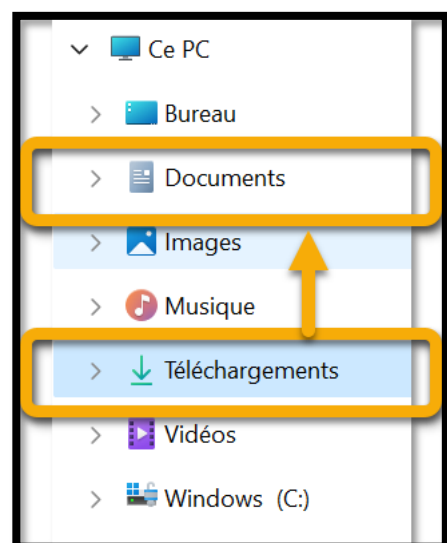 Ce PC
Bureau
Documents
Images
Musique
Téléchargements
Vidéos
Windows (C:)